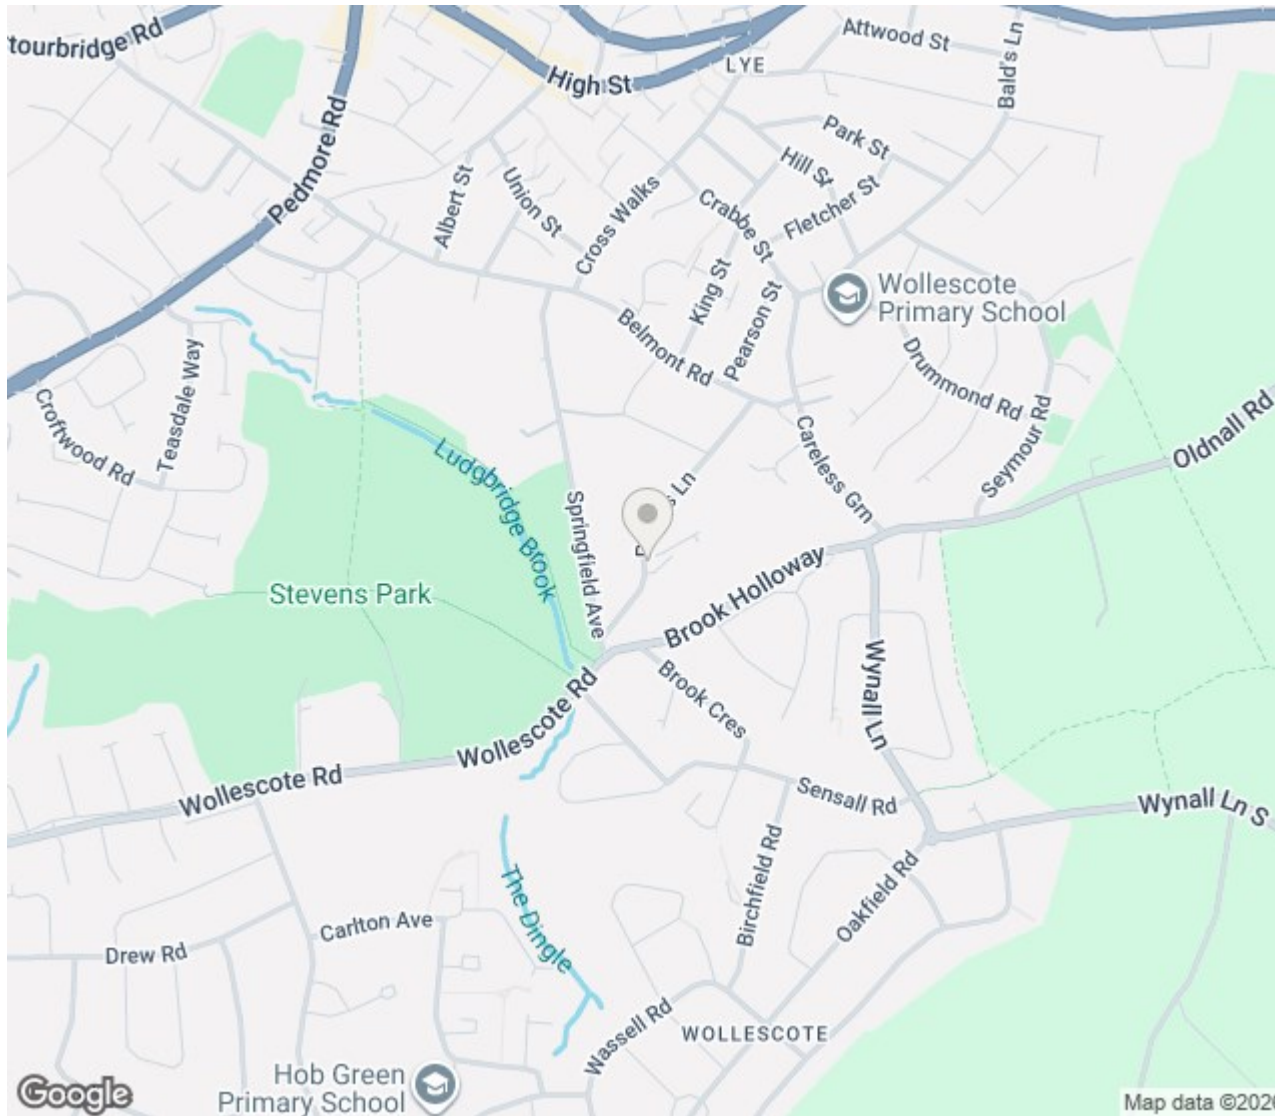 tourbridge Rd
High St
LYE
Attwood St
Bald's Ln
Pedmore Rd
Albert St
Union St
Cross Walks
Park St
Hill St
Fletcher St
Crabbe St
King St
Pearson St
Wollescote
Primary School
Belmont Rd
Drummond Rd
Seymour Rd
Oldnall Rd
Teasdale Way
Croftwood Rd
Careless Grn
Ludgbridge Brook
Springfield Ave
Ln
Stevens Park
Brook Holloway
Wollescote Rd
Brook Cres
Wynall Ln
Wollescote Rd
Sensall Rd
Wynall Ln S
The Dingle
Birchfield Rd
Oakfield Rd
Carlton Ave
Drew Rd
Wassell Rd
WOLLESCOTE
Hob Green
Primary School
Google
Map data ©2026